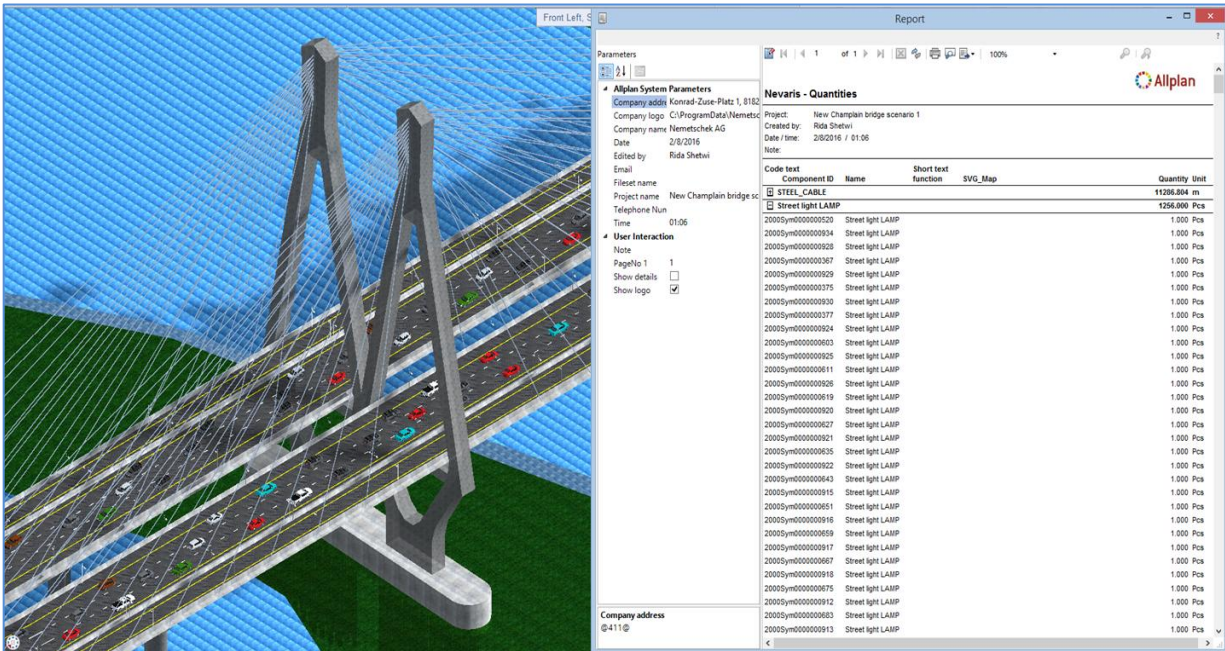 Front Left, S
Report
Parameters
1 of 1 100%
Allplan System Parameters
Company addre Konrad-Zuse-Platz 1, 8182
Company logo C:\ProgramData\Nemetsc
Company name Nemetschek AG
Date 2/8/2016
Edited by Rida Shetwi
Email
Fileset name
Project name New Champlain bridge sc
Telephone Nun
Time 01:06
User Interaction
Note
PageNo 1 1
Show details
Show logo
Company address
@411@
Allplan
Nevaris - Quantities
Project: New Champlain bridge scenario 1
Created by: Rida Shetwi
Date / time: 2/8/2016 / 01:06
Note:
Code text Short text
Component ID Name function SVG_Map Quantity Unit
STEEL_CABLE 11286.804 m
Street light LAMP 1256.000 Pcs
2000Sym0000000520 Street light LAMP 1.000 Pcs
2000Sym0000000934 Street light LAMP 1.000 Pcs
2000Sym0000000928 Street light LAMP 1.000 Pcs
2000Sym0000000367 Street light LAMP 1.000 Pcs
2000Sym0000000929 Street light LAMP 1.000 Pcs
2000Sym0000000375 Street light LAMP 1.000 Pcs
2000Sym0000000930 Street light LAMP 1.000 Pcs
2000Sym0000000377 Street light LAMP 1.000 Pcs
2000Sym0000000924 Street light LAMP 1.000 Pcs
2000Sym0000000603 Street light LAMP 1.000 Pcs
2000Sym0000000925 Street light LAMP 1.000 Pcs
2000Sym0000000611 Street light LAMP 1.000 Pcs
2000Sym0000000926 Street light LAMP 1.000 Pcs
2000Sym0000000619 Street light LAMP 1.000 Pcs
2000Sym0000000920 Street light LAMP 1.000 Pcs
2000Sym0000000627 Street light LAMP 1.000 Pcs
2000Sym0000000921 Street light LAMP 1.000 Pcs
2000Sym0000000635 Street light LAMP 1.000 Pcs
2000Sym0000000922 Street light LAMP 1.000 Pcs
2000Sym0000000643 Street light LAMP 1.000 Pcs
2000Sym0000000915 Street light LAMP 1.000 Pcs
2000Sym0000000651 Street light LAMP 1.000 Pcs
2000Sym0000000916 Street light LAMP 1.000 Pcs
2000Sym0000000659 Street light LAMP 1.000 Pcs
2000Sym0000000917 Street light LAMP 1.000 Pcs
2000Sym0000000667 Street light LAMP 1.000 Pcs
2000Sym0000000918 Street light LAMP 1.000 Pcs
2000Sym0000000675 Street light LAMP 1.000 Pcs
2000Sym0000000912 Street light LAMP 1.000 Pcs
2000Sym0000000683 Street light LAMP 1.000 Pcs
2000Sym0000000913 Street light LAMP 1.000 Pcs